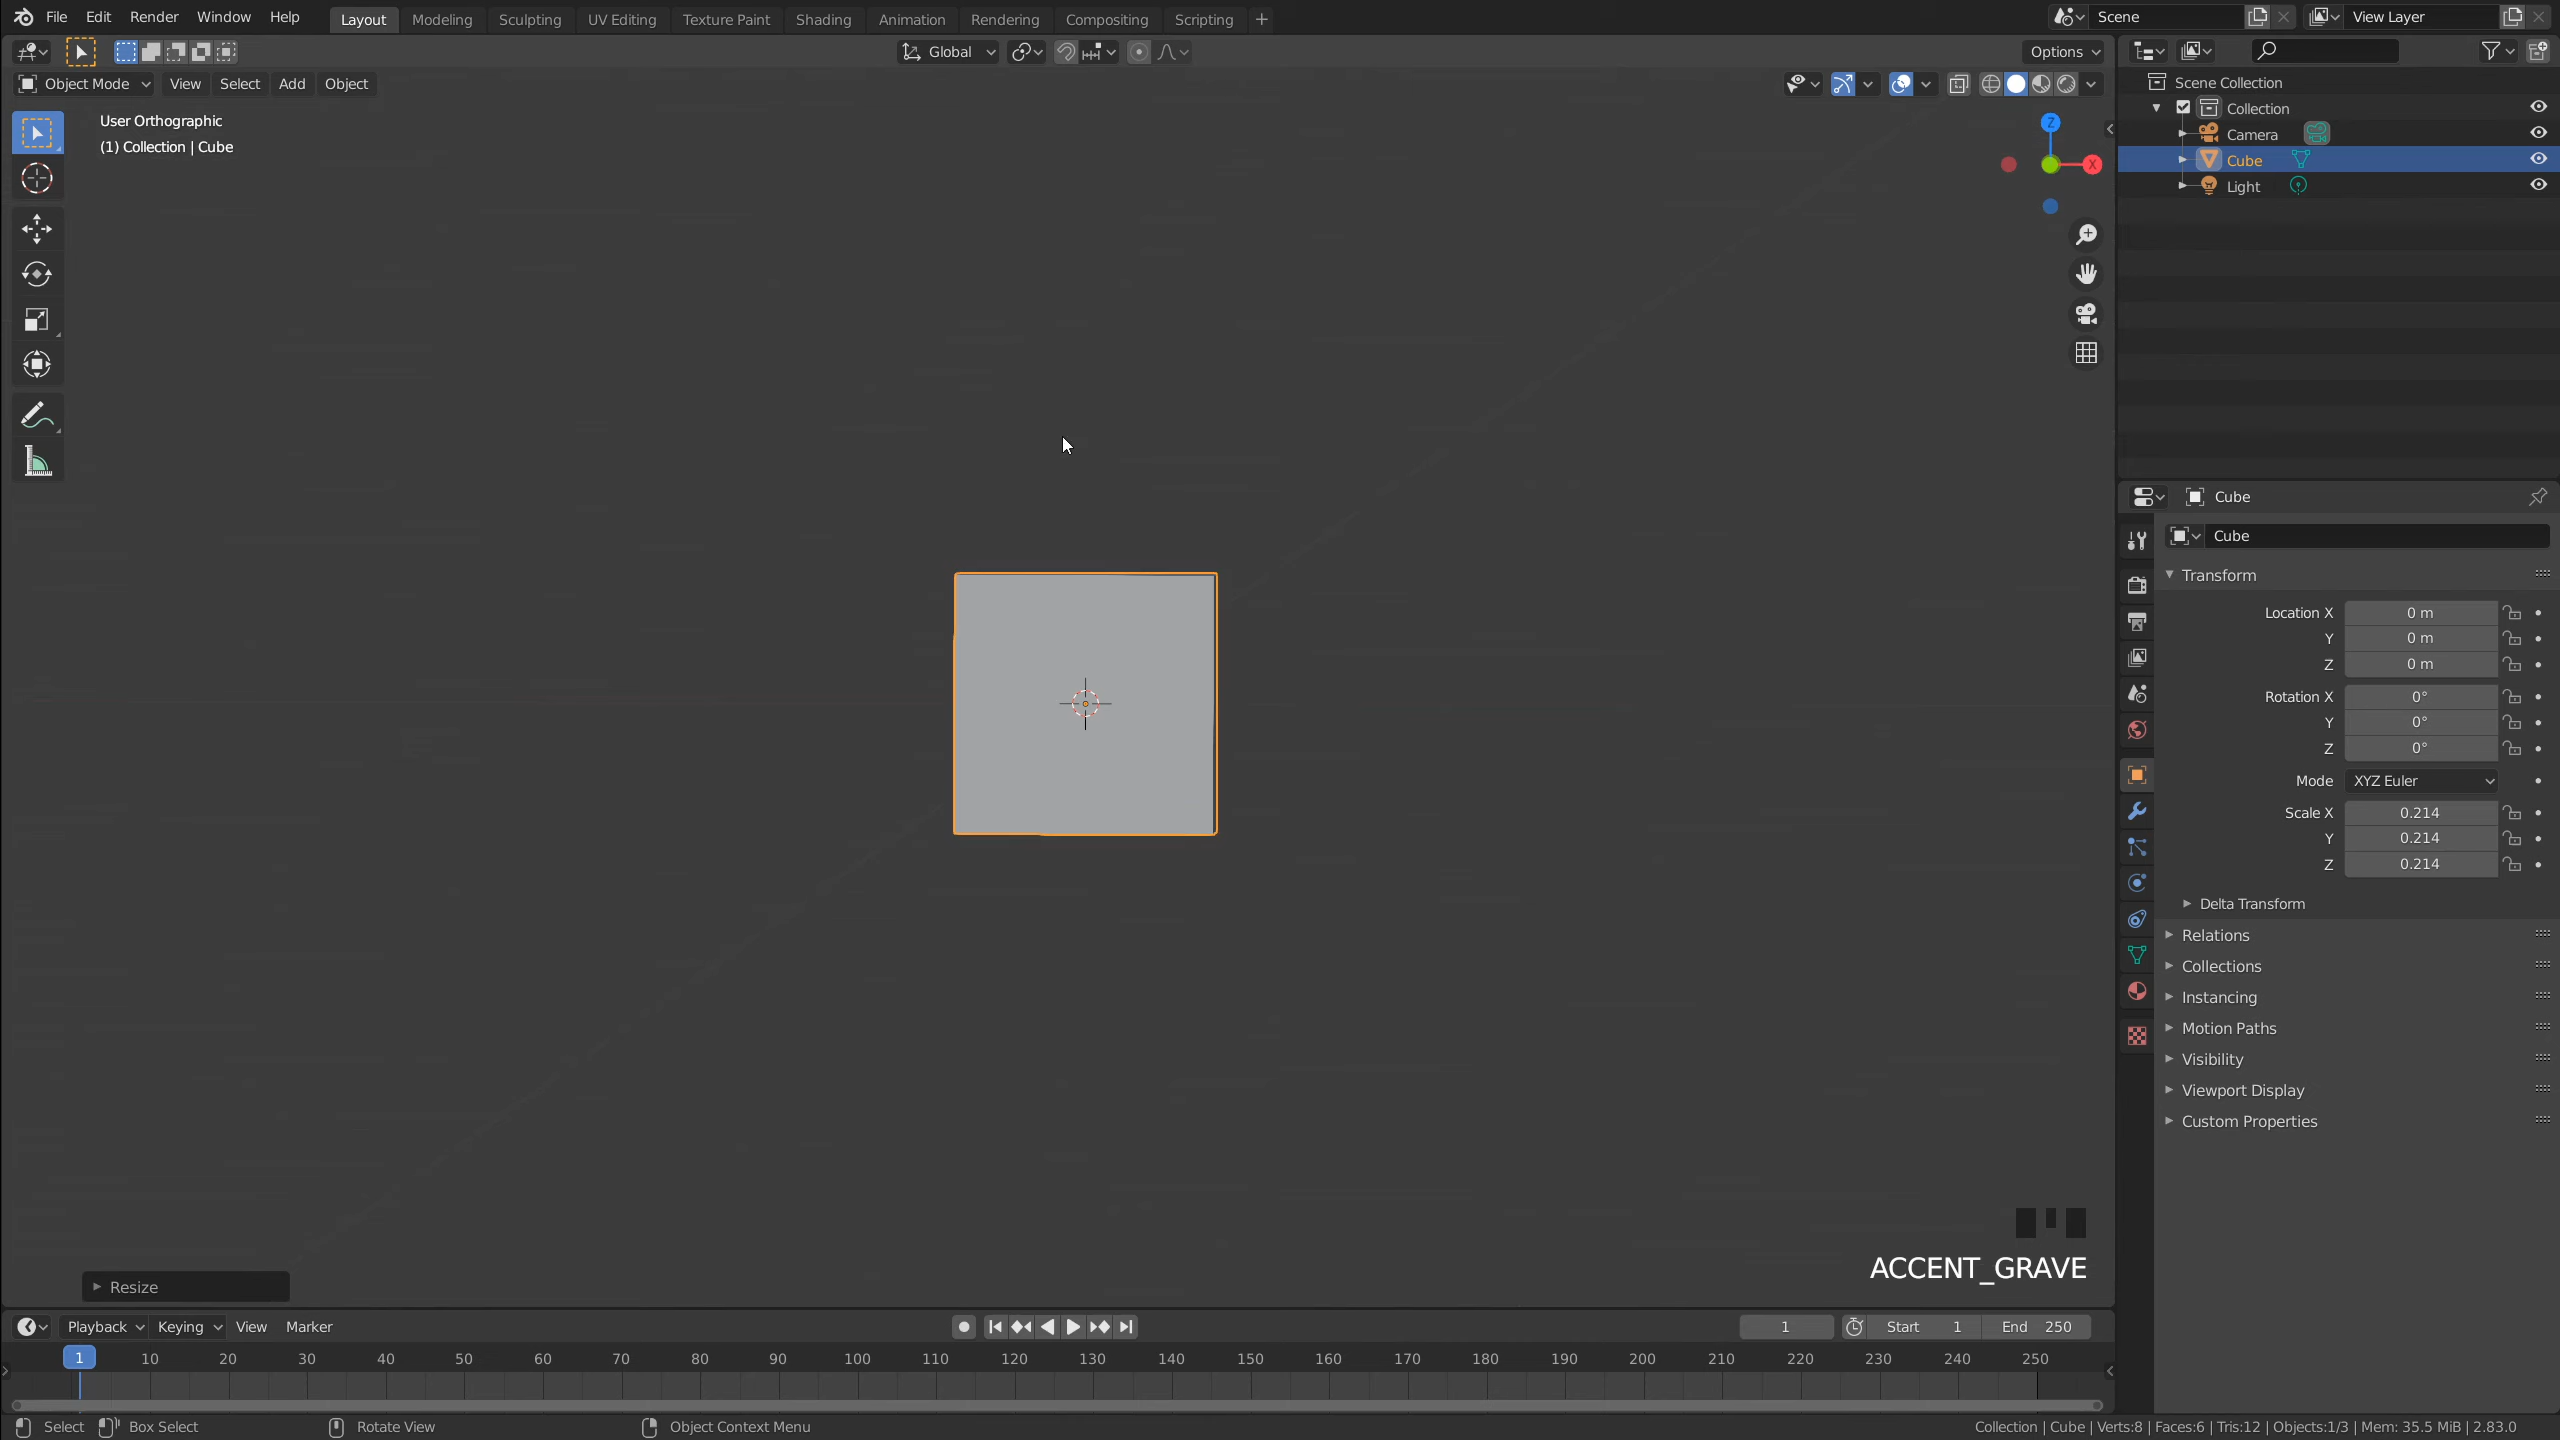 File Edit Render Window Help Layout Modeling Sculpting UV Editing Texture Paint Shading Animation Rendering Compositing Scripting + Scene View Layer
Global Options
Object Mode View Select Add Object
User Orthographic
(1) Collection | Cube
Z
X
Scene Collection
Collection
Camera
Cube
Light
Cube
Cube
Transform
Location X 0 m
Y 0 m
Z 0 m
Rotation X 0°
Y 0°
Z 0°
Mode XYZ Euler
Scale X 0.214
Y 0.214
Z 0.214
Delta Transform
Relations
Collections
Instancing
Motion Paths
Visibility
Viewport Display
Custom Properties
ACCENT_GRAVE
Resize
Playback Keying View Marker 1 Start 1 End 250
1 10 20 30 40 50 60 70 80 90 100 110 120 130 140 150 160 170 180 190 200 210 220 230 240 250
Select Box Select Rotate View Object Context Menu Collection | Cube | Verts:8 | Faces:6 | Tris:12 | Objects:1/3 | Mem: 35.5 MiB | 2.83.0